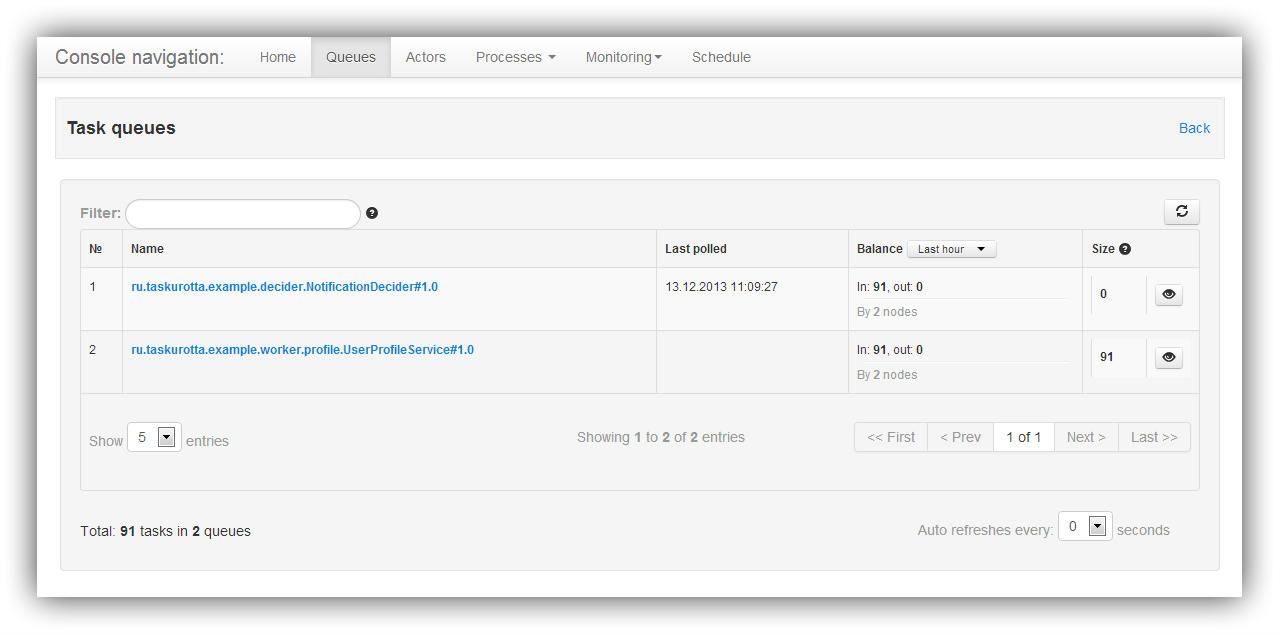 Console navigation: Home Queues Actors Processes Monitoring Schedule
Task queues Back
Filter:
№ Name Last polled Balance Last hour Size
1 ru.taskurotta.example.decider.NotificationDecider#1.0 13.12.2013 11:09:27 In: 91, out: 0 0
By 2 nodes
2 ru.taskurotta.example.worker.profile.UserProfileService#1.0 In: 91, out: 0 91
By 2 nodes
Show 5 entries Showing 1 to 2 of 2 entries << First < Prev 1 of 1 Next > Last >>
Total: 91 tasks in 2 queues Auto refreshes every: 0 seconds